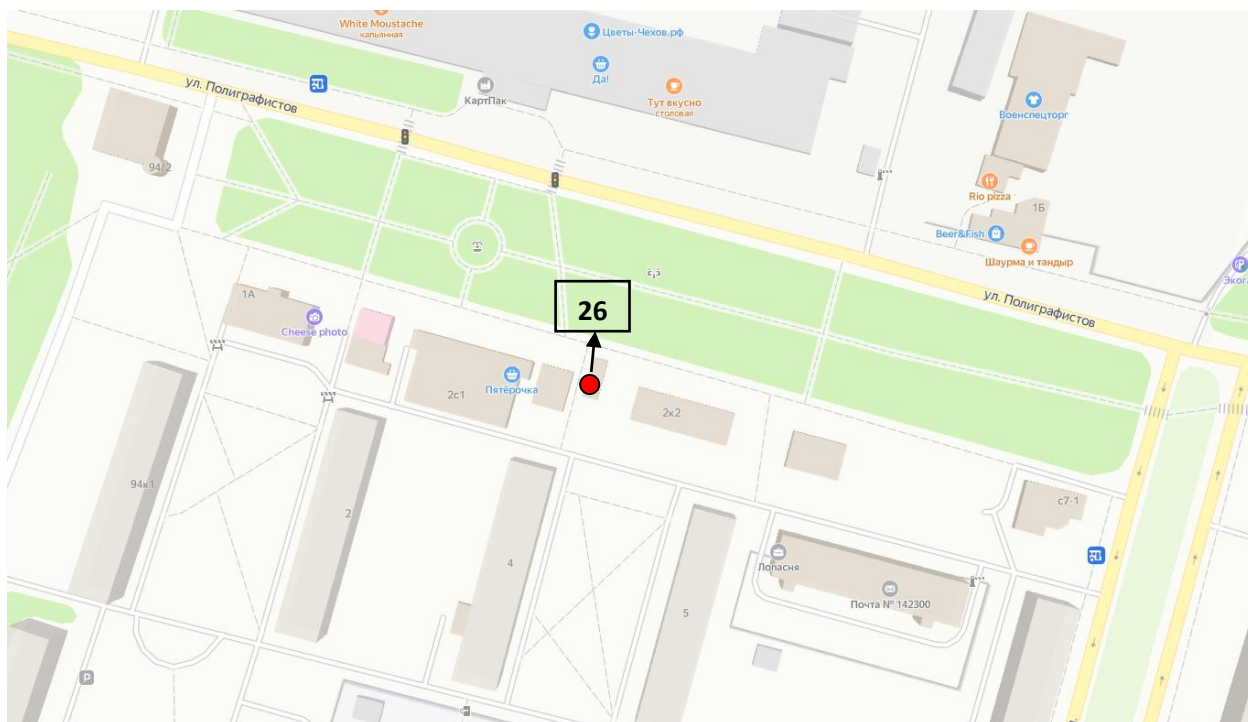 White Moustache
кальянная
Цветы-Чехов.рф
Да!
КартПак
Тут вкусно
столовая
ул. Полиграфистов
Военспецторг
94/2
Rio pizza
1Б
Beer&Fish
Шаурма и тандыр
Экога
1А
26
ул. Полиграфистов
Cheese photo
Пятёрочка
2с1
2к2
94к1
2
с7-1
4
Лопасня
Почта № 142300
5
P